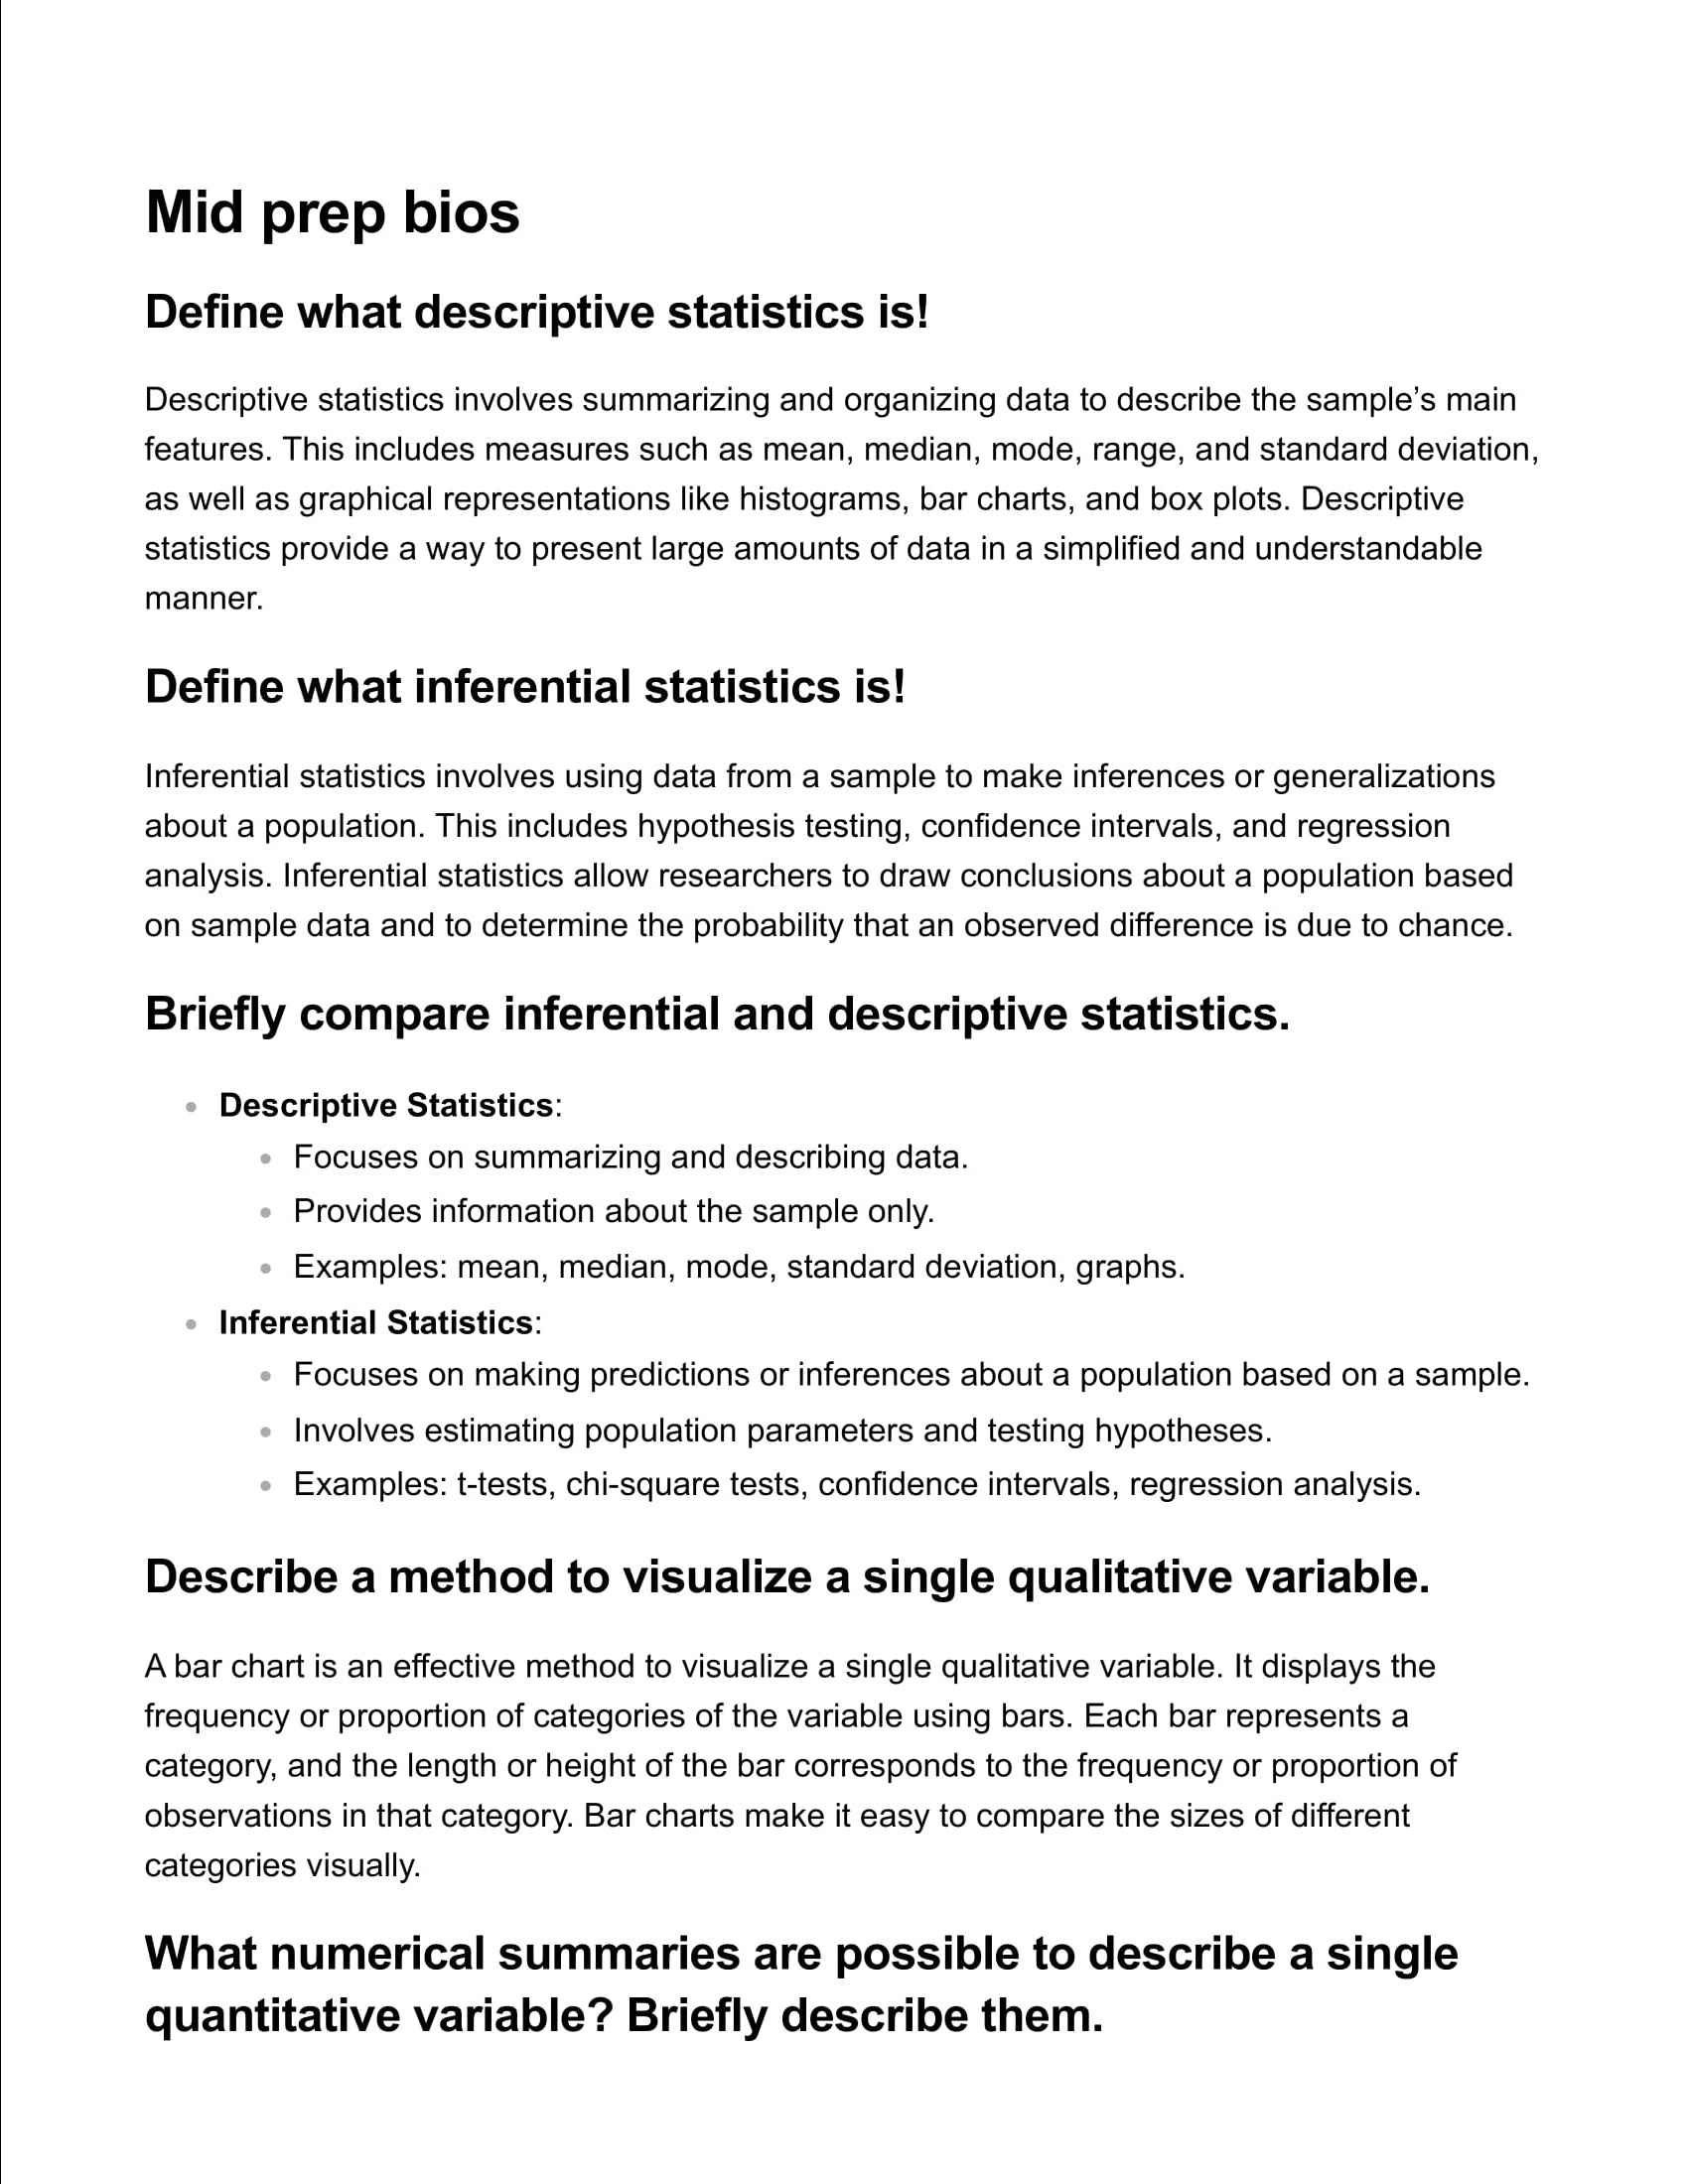 Mid prep bios
Define what descriptive statistics is!
Descriptive statistics involves summarizing and organizing data to describe the sample’s main
features. This includes measures such as mean, median, mode, range, and standard deviation,
as well as graphical representations like histograms, bar charts, and box plots. Descriptive
statistics provide a way to present large amounts of data in a simplified and understandable
manner.
Define what inferential statistics is!
Inferential statistics involves using data from a sample to make inferences or generalizations
about a population. This includes hypothesis testing, confidence intervals, and regression
analysis. Inferential statistics allow researchers to draw conclusions about a population based
on sample data and to determine the probability that an observed difference is due to chance.
Briefly compare inferential and descriptive statistics.
• Descriptive Statistics:
• Focuses on summarizing and describing data.
• Provides information about the sample only.
• Examples: mean, median, mode, standard deviation, graphs.
• Inferential Statistics:
• Focuses on making predictions or inferences about a population based on a sample.
• Involves estimating population parameters and testing hypotheses.
• Examples: t-tests, chi-square tests, confidence intervals, regression analysis.
Describe a method to visualize a single qualitative variable.
A bar chart is an effective method to visualize a single qualitative variable. It displays the
frequency or proportion of categories of the variable using bars. Each bar represents a
category, and the length or height of the bar corresponds to the frequency or proportion of
observations in that category. Bar charts make it easy to compare the sizes of different
categories visually.
What numerical summaries are possible to describe a single
quantitative variable? Briefly describe them.